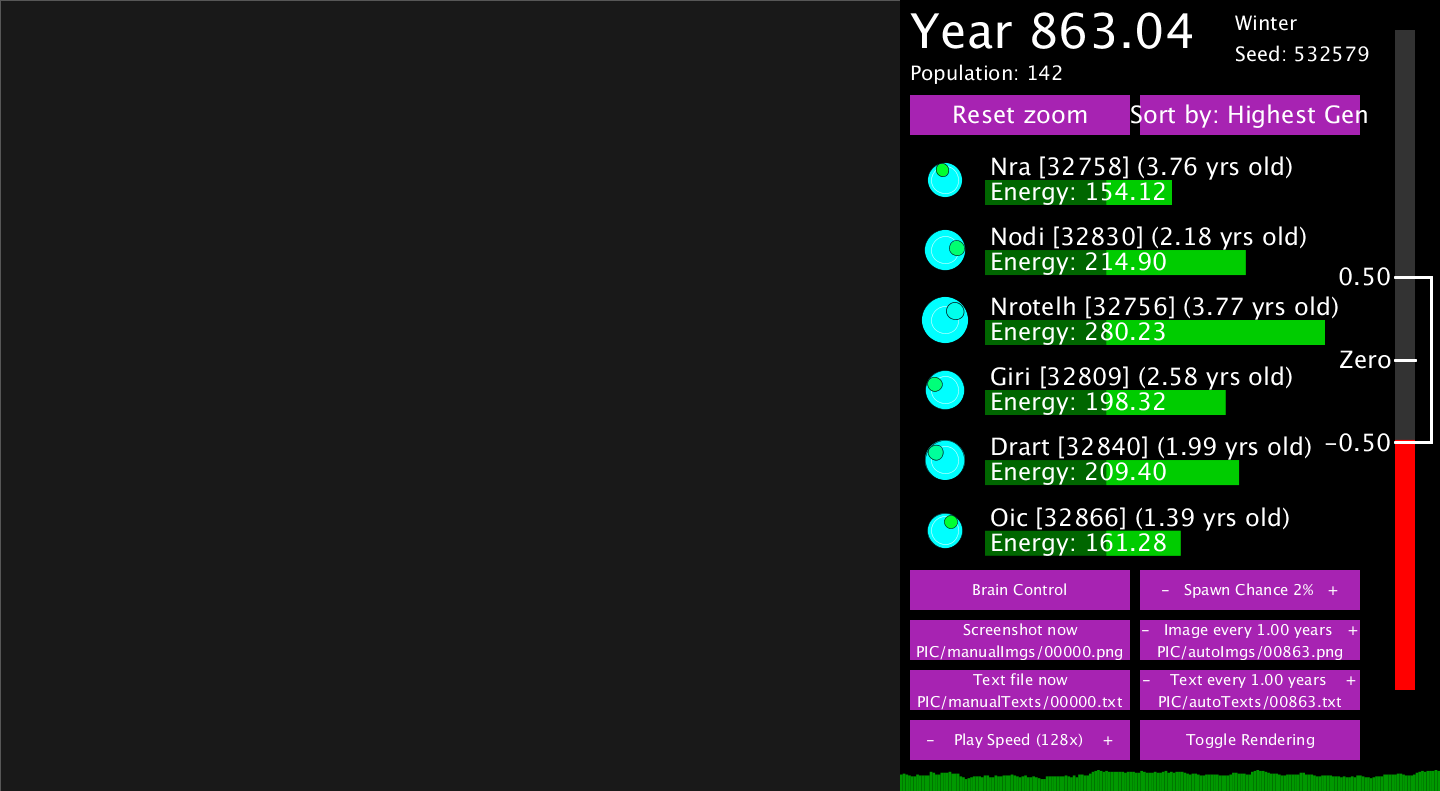 Year 863.04
Winter
Seed: 532579
Population: 142
Reset zoom
Sort by: Highest Gen
Nra [32758] (3.76 yrs old)
Energy: 154.12
Nodi [32830] (2.18 yrs old)
Energy: 214.90
Nrotelh [32756] (3.77 yrs old)
Energy: 280.23
Giri [32809] (2.58 yrs old)
Energy: 198.32
Drart [32840] (1.99 yrs old)
Energy: 209.40
Oic [32866] (1.39 yrs old)
Energy: 161.28
0.50
Zero
-0.50
Brain Control
- Spawn Chance 2% +
Screenshot now
PIC/manualImgs/00000.png
- Image every 1.00 years +
PIC/autoImgs/00863.png
Text file now
PIC/manualTexts/00000.txt
- Text every 1.00 years +
PIC/autoTexts/00863.txt
- Play Speed (128x) +
Toggle Rendering